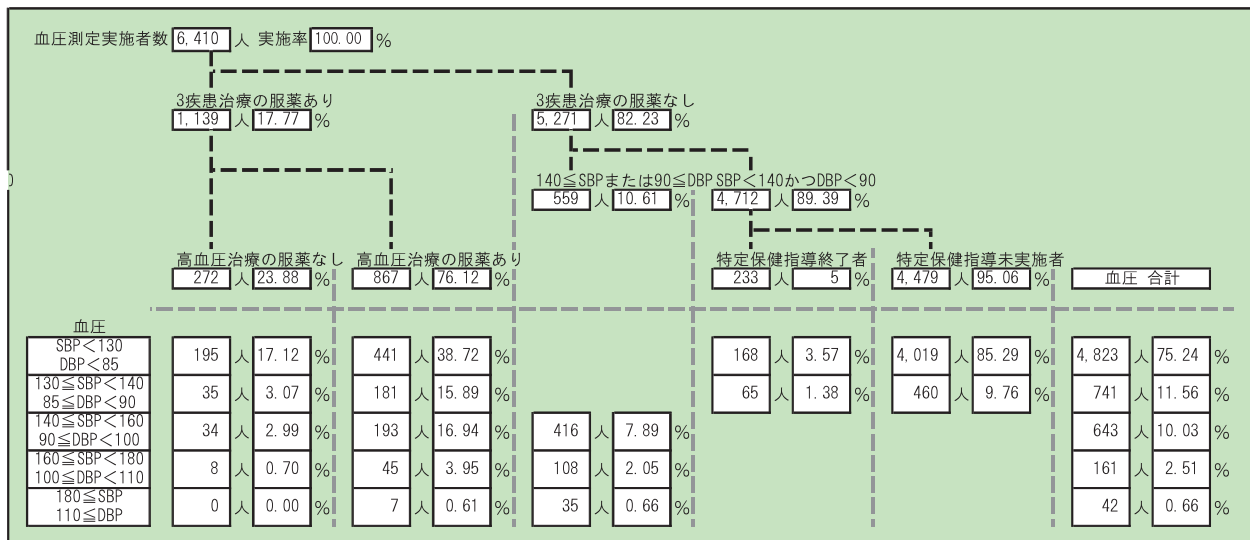 血圧測定実施者数 6,410 人 実施率 100.00 %
3疾患治療の服薬あり 3疾患治療の服薬なし
1,139 人 17.77 % 5,271 人 82.23 %
0
140≦SBPまたは90≦DBP SBP＜140かつDBP＜90
559 人 10.61 % 4,712 人 89.39 %
高血圧治療の服薬なし 高血圧治療の服薬あり 特定保健指導終了者 特定保健指導未実施者
272 人 23.88 % 867 人 76.12 % 233 人 5 % 4,479 人 95.06 % 血圧 合計
血圧
SBP＜130
DBP＜85
195 人 17.12 % 441 人 38.72 % 168 人 3.57 % 4,019 人 85.29 % 4,823 人 75.24 %
130≦SBP＜140
85≦DBP＜90
35 人 3.07 % 181 人 15.89 % 65 人 1.38 % 460 人 9.76 % 741 人 11.56 %
140≦SBP＜160
90≦DBP＜100
34 人 2.99 % 193 人 16.94 % 416 人 7.89 % 643 人 10.03 %
160≦SBP＜180
100≦DBP＜110
8 人 0.70 % 45 人 3.95 % 108 人 2.05 % 161 人 2.51 %
180≦SBP
110≦DBP
0 人 0.00 % 7 人 0.61 % 35 人 0.66 % 42 人 0.66 %